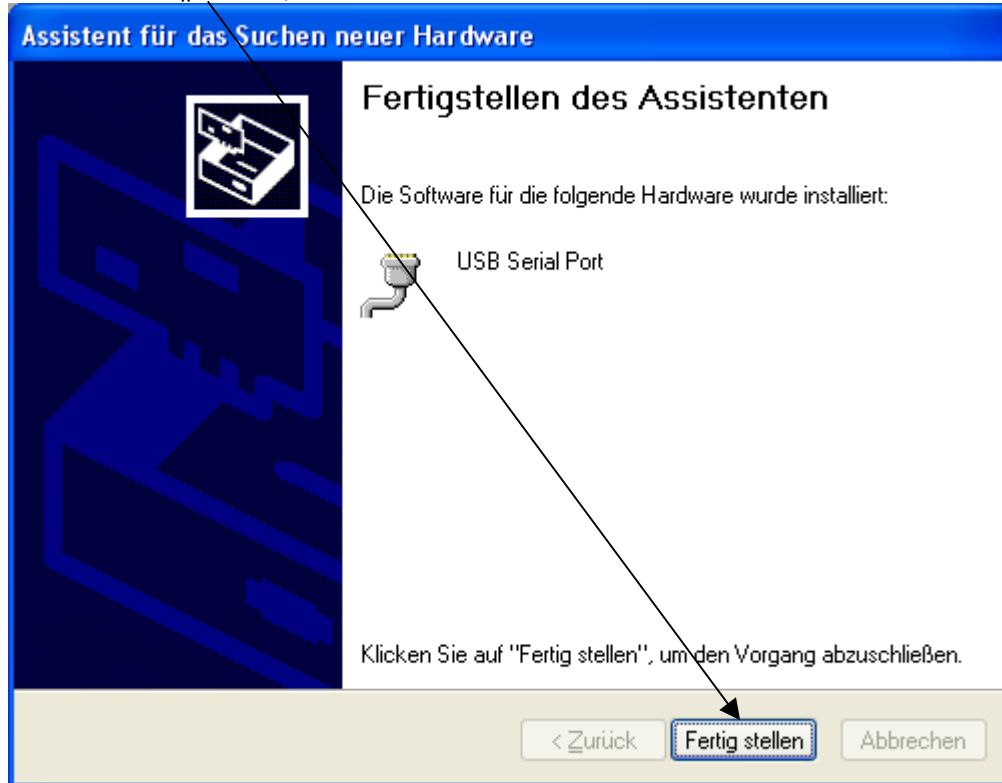 Assistent für das Suchen neuer Hardware
Fertigstellen des Assistenten
Die Software für die folgende Hardware wurde installiert:
USB Serial Port
Klicken Sie auf "Fertig stellen", um den Vorgang abzuschließen.
< Zurück Fertig stellen Abbrechen